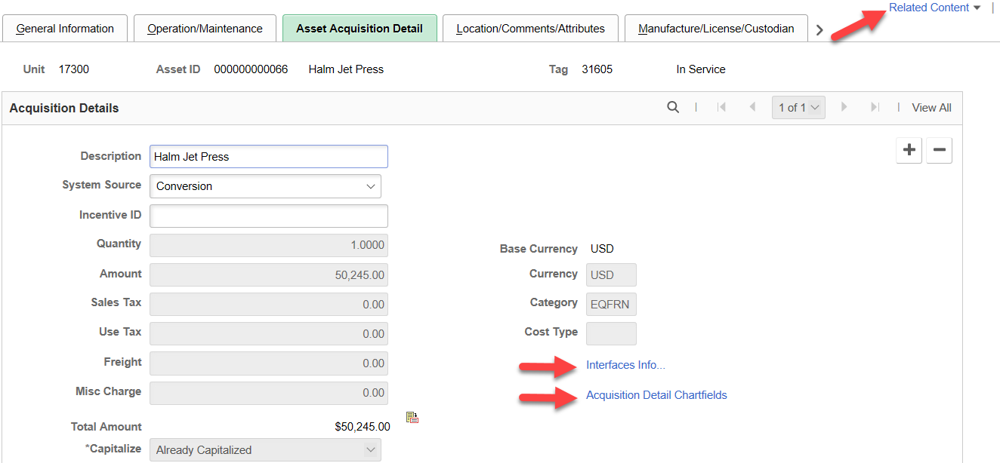 Related Content
General Information Operation/Maintenance Asset Acquisition Detail Location/Comments/Attributes Manufacture/License/Custodian
Unit 17300 Asset ID 000000000066 Halm Jet Press Tag 31605 In Service
Acquisition Details 1 of 1 View All
Description Halm Jet Press
System Source Conversion
Incentive ID
Quantity 1.0000 Base Currency USD
Amount 50,245.00 Currency USD
Sales Tax 0.00 Category EQFRN
Use Tax 0.00 Cost Type
Freight 0.00 Interfaces Info...
Misc Charge 0.00 Acquisition Detail Chartfields
Total Amount $50,245.00
*Capitalize Already Capitalized